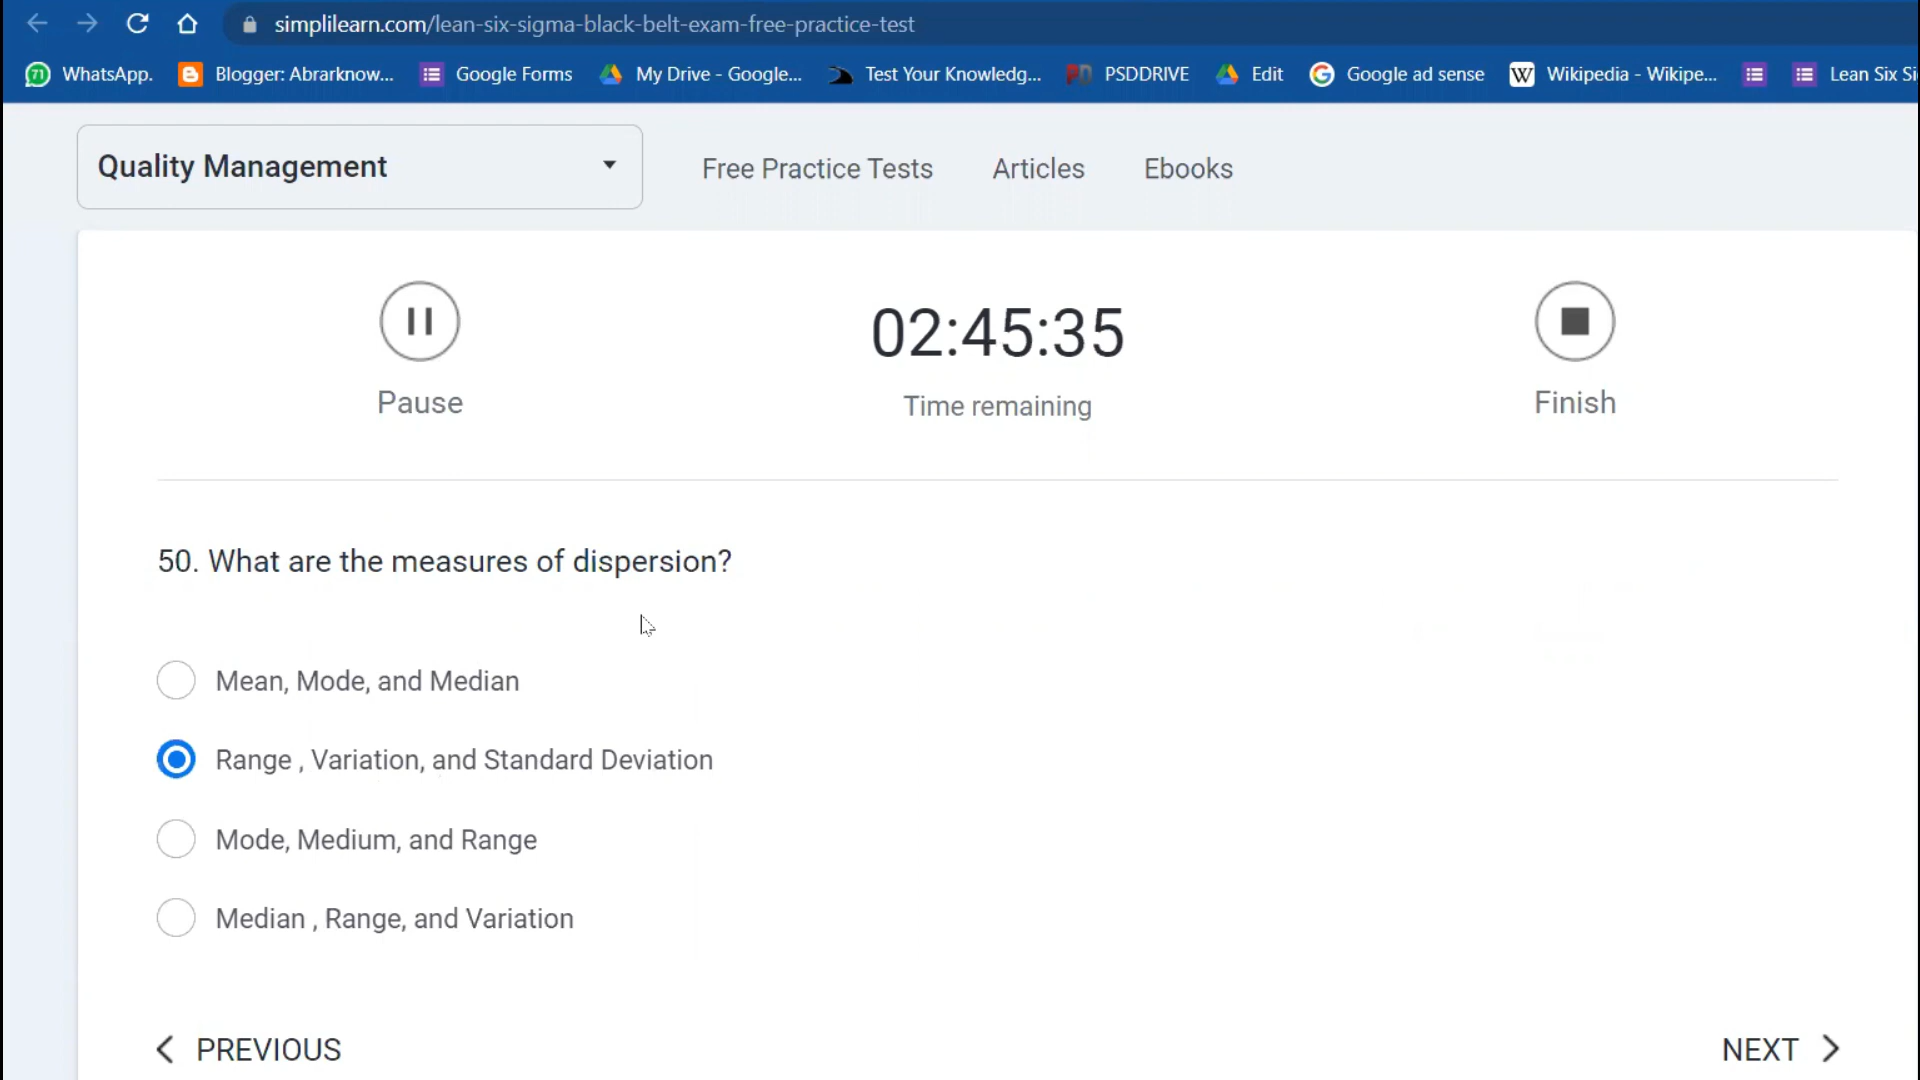 simplilearn.com/lean-six-sigma-black-belt-exam-free-practice-test
71 WhatsApp. Blogger: Abrarknow... Google Forms My Drive - Google... Test Your Knowledg... PSDDRIVE Edit Google ad sense W Wikipedia - Wikipe... Lean Six Si
Quality Management Free Practice Tests Articles Ebooks
02:45:35
Pause Time remaining Finish
50. What are the measures of dispersion?
Mean, Mode, and Median
Range , Variation, and Standard Deviation
Mode, Medium, and Range
Median , Range, and Variation
PREVIOUS NEXT